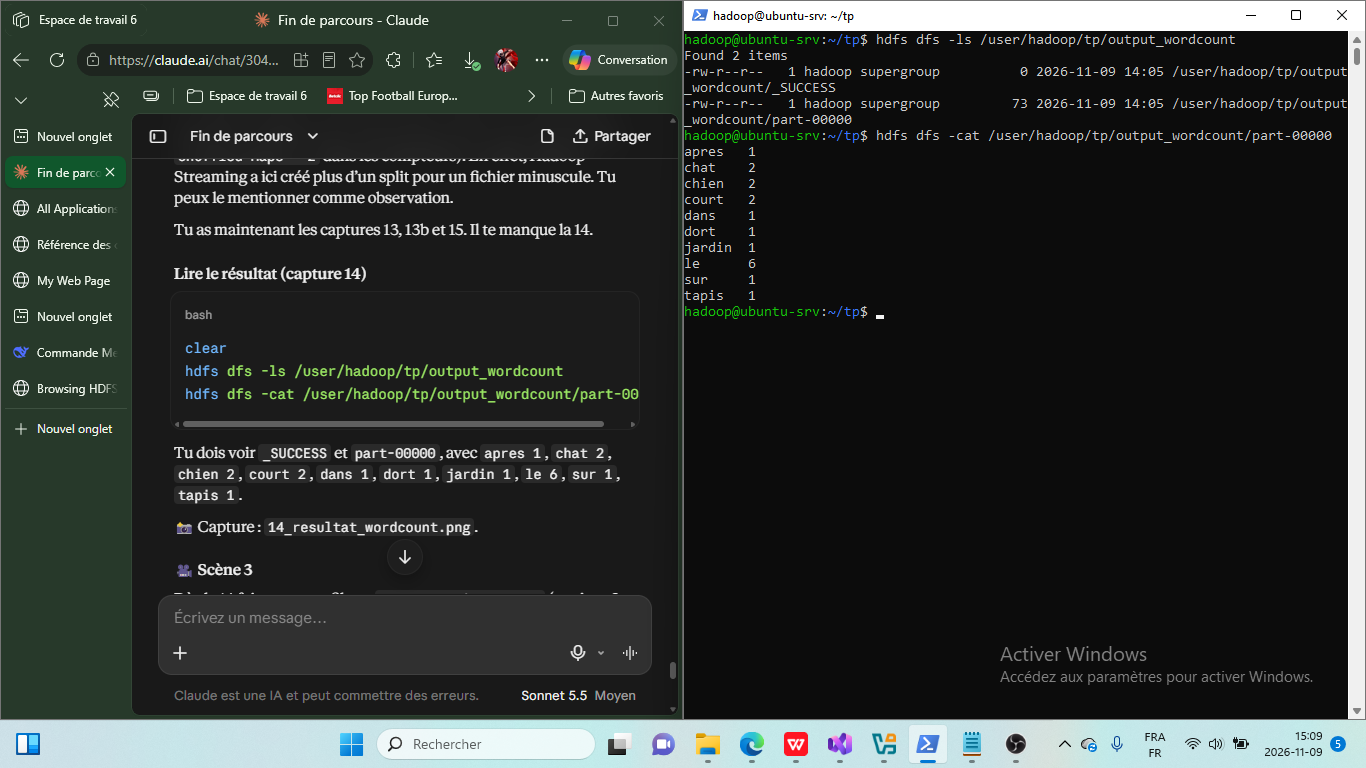 Espace de travail 6
Fin de parcours - Claude
https://claude.ai/chat/304...
Conversation
Espace de travail 6
Top Football Europ...
Autres favoris
Nouvel onglet
Fin de parco
All Applications
Référence des
My Web Page
Nouvel onglet
Commande Me
Browsing HDFS
Nouvel onglet
Fin de parcours
Partager
Streaming a ici créé plus d'un split pour un fichier minuscule. Tu
peux le mentionner comme observation.
Tu as maintenant les captures 13, 13b et 15. Il te manque la 14.
Lire le résultat (capture 14)
bash
clear
hdfs dfs -ls /user/hadoop/tp/output_wordcount
hdfs dfs -cat /user/hadoop/tp/output_wordcount/part-00
Tu dois voir _SUCCESS et part-00000, avec apres 1, chat 2,
chien 2, court 2, dans 1, dort 1, jardin 1, le 6, sur 1,
tapis 1.
Capture : 14_resultat_wordcount.png.
Scène 3
Écrivez un message...
Claude est une IA et peut commettre des erreurs.
Sonnet 5.5 Moyen
hadoop@ubuntu-srv: ~/tp
hadoop@ubuntu-srv:~/tp$ hdfs dfs -ls /user/hadoop/tp/output_wordcount
Found 2 items
-rw-r--r-- 1 hadoop supergroup 0 2026-11-09 14:05 /user/hadoop/tp/output
_wordcount/_SUCCESS
-rw-r--r-- 1 hadoop supergroup 73 2026-11-09 14:05 /user/hadoop/tp/output
_wordcount/part-00000
hadoop@ubuntu-srv:~/tp$ hdfs dfs -cat /user/hadoop/tp/output_wordcount/part-00000
apres 1
chat 2
chien 2
court 2
dans 1
dort 1
jardin 1
le 6
sur 1
tapis 1
hadoop@ubuntu-srv:~/tp$
Activer Windows
Accédez aux paramètres pour activer Windows.
Rechercher
FRA
FR
15:09
2026-11-09
5